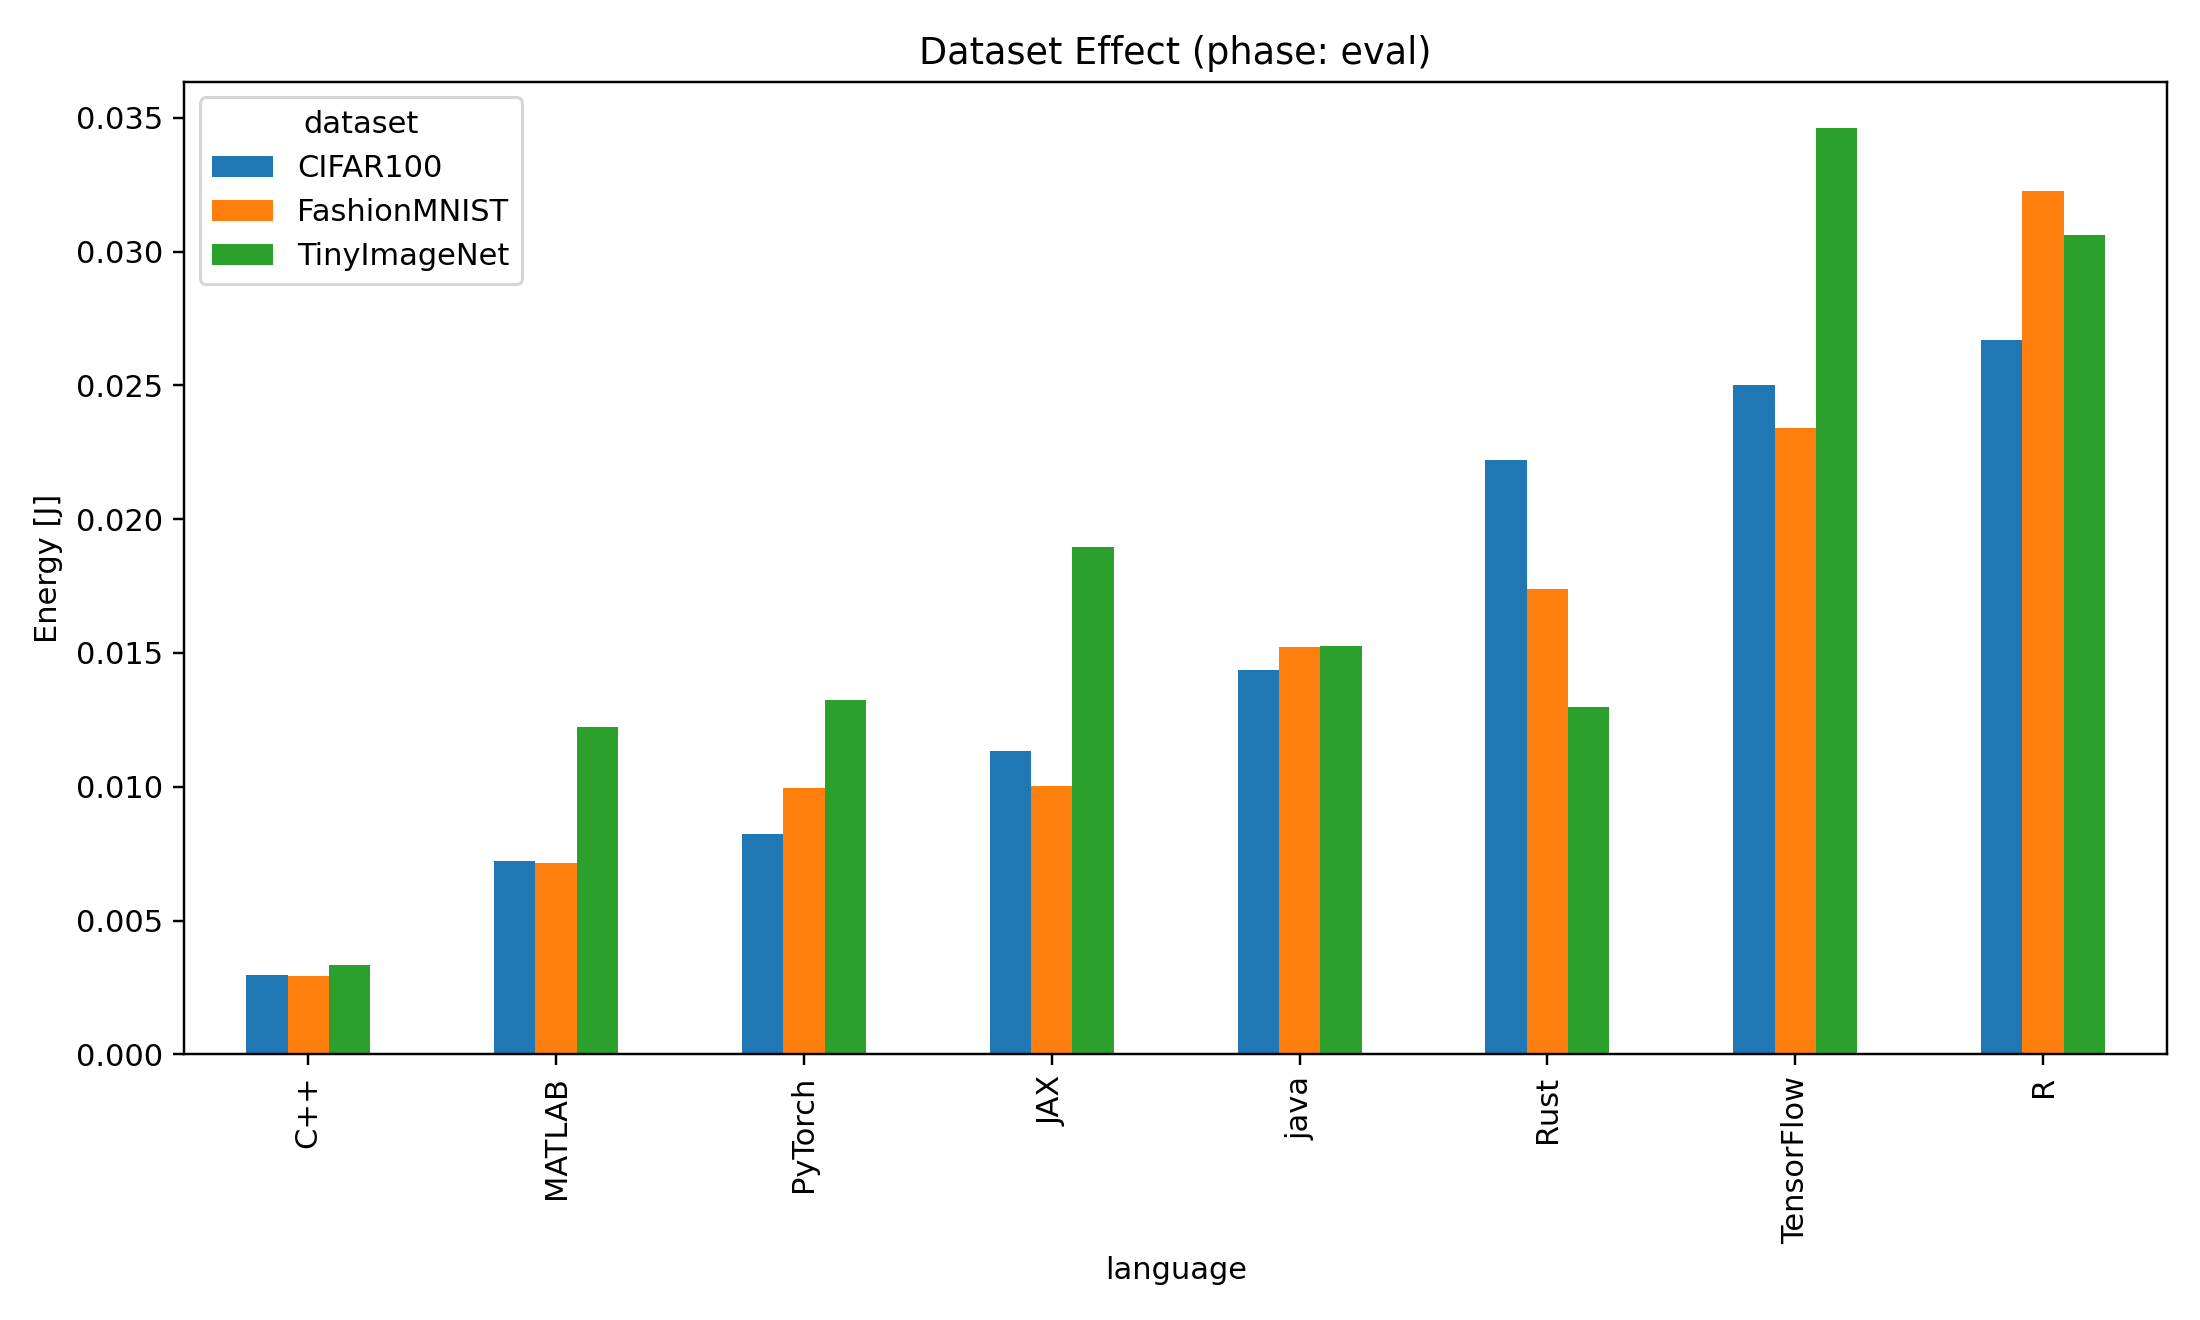 Dataset Effect (phase: eval)
dataset
CIFAR100
FashionMNIST
TinyImageNet
Energy [J]
0.035
0.030
0.025
0.020
0.015
0.010
0.005
0.000
C++
MATLAB
PyTorch
JAX
java
Rust
TensorFlow
R
language